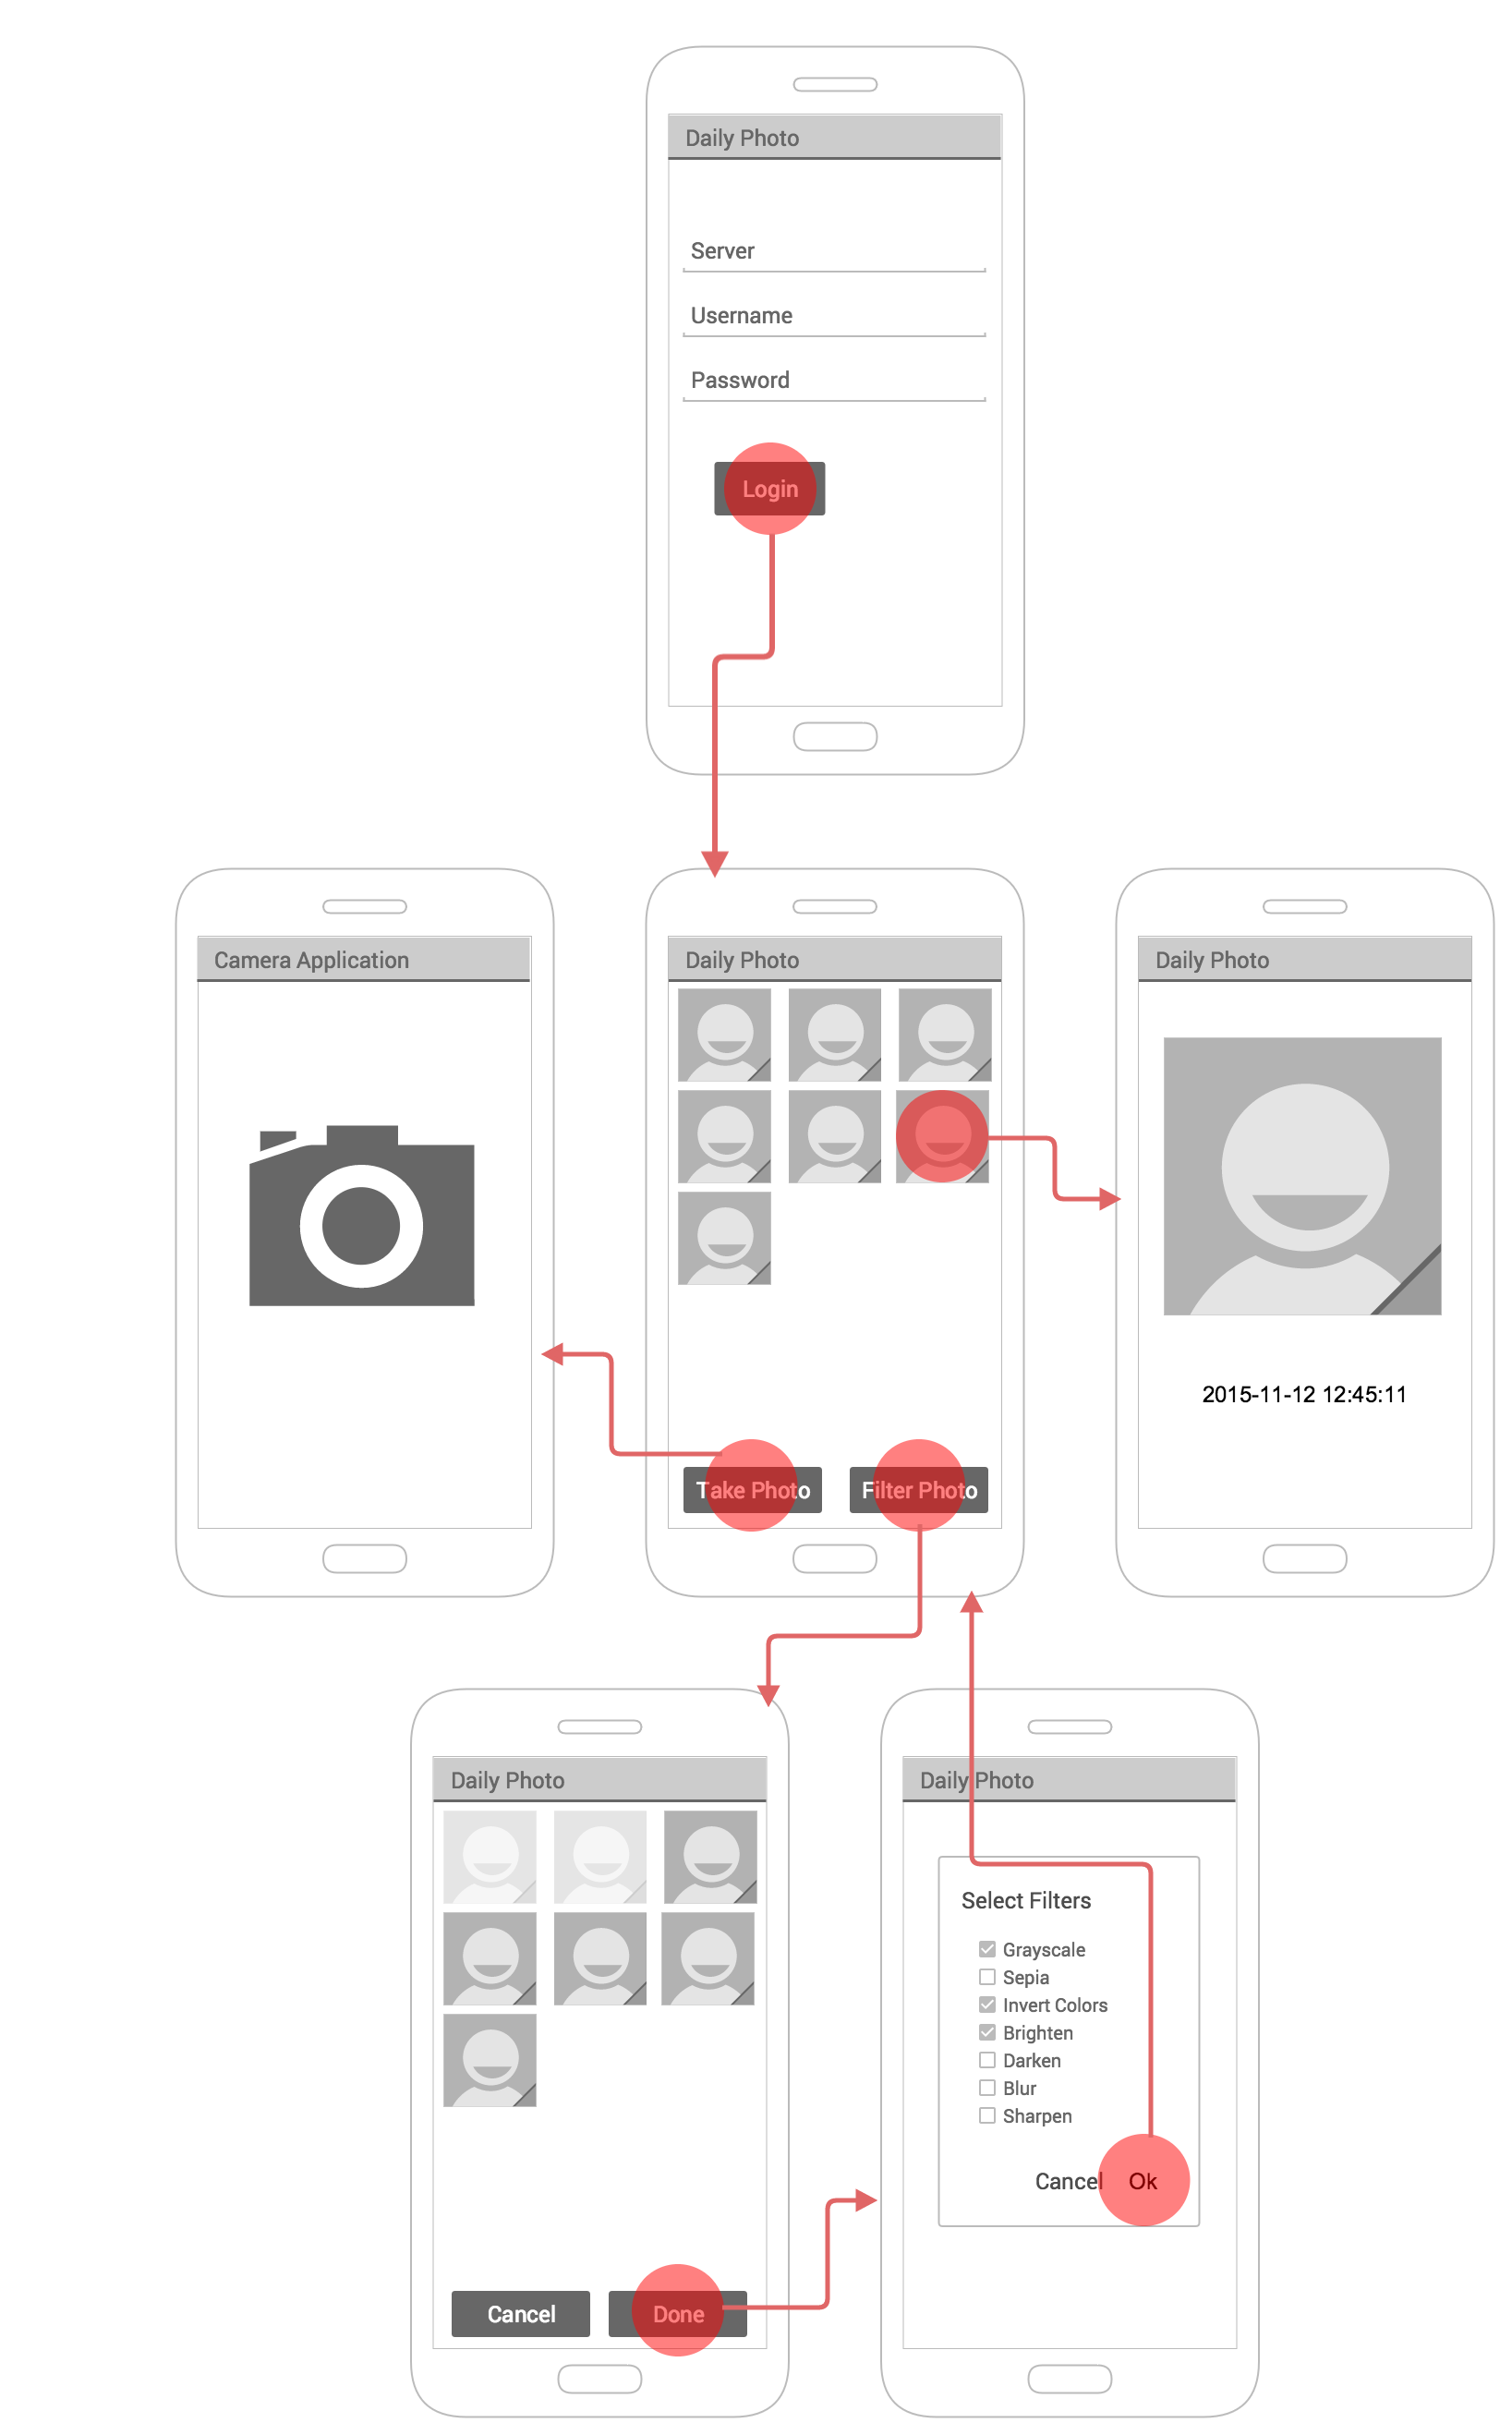 Daily Photo
Server
Username
Password
Login
Camera Application
Daily Photo
Take Photo
Filter Photo
Daily Photo
2015-11-12 12:45:11
Daily Photo
Cancel
Done
Daily Photo
Select Filters
Grayscale
Sepia
Invert Colors
Brighten
Darken
Blur
Sharpen
Cancel
Ok